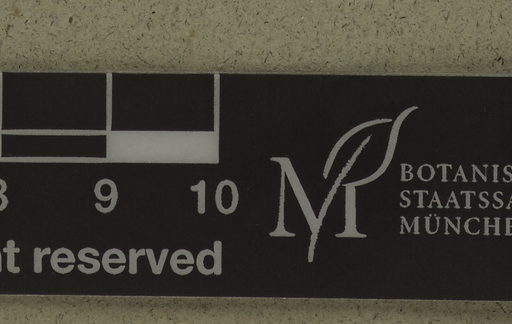 9 10
reserved
M
BOTANIS
STAATSSA
MÜNCHE